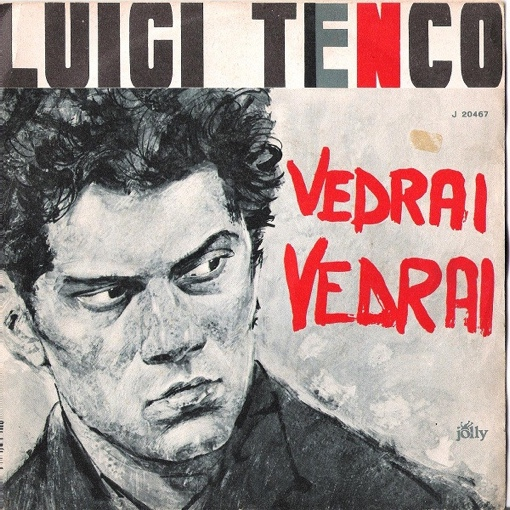 LUIGI TENCO
J 20467
VEDRAI
VEDRAI
jolly